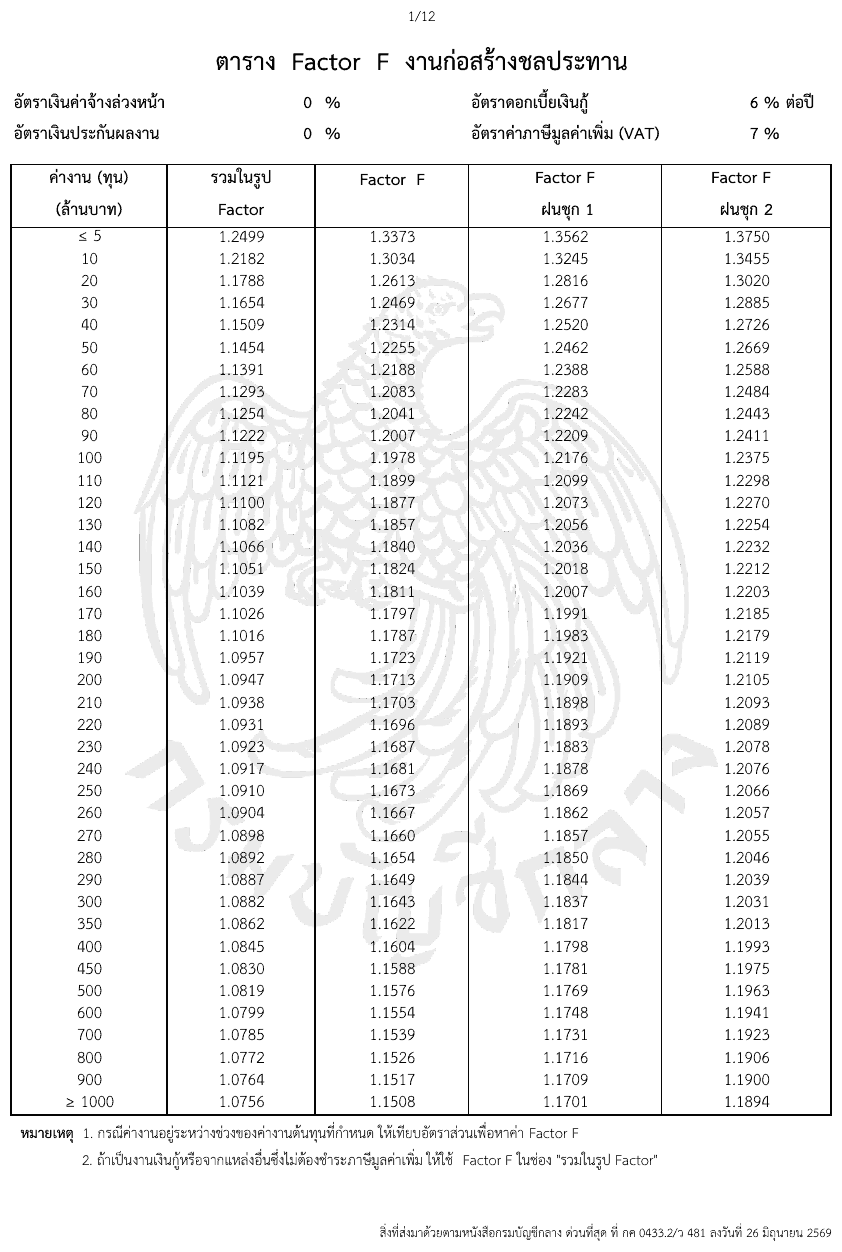 1/12
ตาราง Factor F งานก่อสร้างชลประทาน
อัตราเงินค่าจ้างล่วงหน้า 0 % อัตราดอกเบี้ยเงินกู้ 6 % ต่อปี
อัตราเงินประกันผลงาน 0 % อัตราค่าภาษีมูลค่าเพิ่ม (VAT) 7 %
ค่างาน (ทุน) รวมในรูป Factor F Factor F Factor F
(ล้านบาท) Factor ฝนชุก 1 ฝนชุก 2
≤ 5 1.2499 1.3373 1.3562 1.3750
10 1.2182 1.3034 1.3245 1.3455
20 1.1788 1.2613 1.2816 1.3020
30 1.1654 1.2469 1.2677 1.2885
40 1.1509 1.2314 1.2520 1.2726
50 1.1454 1.2255 1.2462 1.2669
60 1.1391 1.2188 1.2388 1.2588
70 1.1293 1.2083 1.2283 1.2484
80 1.1254 1.2041 1.2242 1.2443
90 1.1222 1.2007 1.2209 1.2411
100 1.1195 1.1978 1.2176 1.2375
110 1.1121 1.1899 1.2099 1.2298
120 1.1100 1.1877 1.2073 1.2270
130 1.1082 1.1857 1.2056 1.2254
140 1.1066 1.1840 1.2036 1.2232
150 1.1051 1.1824 1.2018 1.2212
160 1.1039 1.1811 1.2007 1.2203
170 1.1026 1.1797 1.1991 1.2185
180 1.1016 1.1787 1.1983 1.2179
190 1.0957 1.1723 1.1921 1.2119
200 1.0947 1.1713 1.1909 1.2105
210 1.0938 1.1703 1.1898 1.2093
220 1.0931 1.1696 1.1893 1.2089
230 1.0923 1.1687 1.1883 1.2078
240 1.0917 1.1681 1.1878 1.2076
250 1.0910 1.1673 1.1869 1.2066
260 1.0904 1.1667 1.1862 1.2057
270 1.0898 1.1660 1.1857 1.2055
280 1.0892 1.1654 1.1850 1.2046
290 1.0887 1.1649 1.1844 1.2039
300 1.0882 1.1643 1.1837 1.2031
350 1.0862 1.1622 1.1817 1.2013
400 1.0845 1.1604 1.1798 1.1993
450 1.0830 1.1588 1.1781 1.1975
500 1.0819 1.1576 1.1769 1.1963
600 1.0799 1.1554 1.1748 1.1941
700 1.0785 1.1539 1.1731 1.1923
800 1.0772 1.1526 1.1716 1.1906
900 1.0764 1.1517 1.1709 1.1900
≥ 1000 1.0756 1.1508 1.1701 1.1894
กรมบัญชีกลาง
หมายเหตุ 1. กรณีค่างานอยู่ระหว่างช่วงของค่างานต้นทุนที่กำหนด ให้เทียบอัตราส่วนเพื่อหาค่า Factor F
2. ถ้าเป็นงานเงินกู้หรือจากแหล่งอื่นซึ่งไม่ต้องชำระภาษีมูลค่าเพิ่ม ให้ใช้ Factor F ในช่อง "รวมในรูป Factor"
สิ่งที่ส่งมาด้วยตามหนังสือกรมบัญชีกลาง ด่วนที่สุด ที่ กค 0433.2/ว 481 ลงวันที่ 26 มิถุนายน 2569